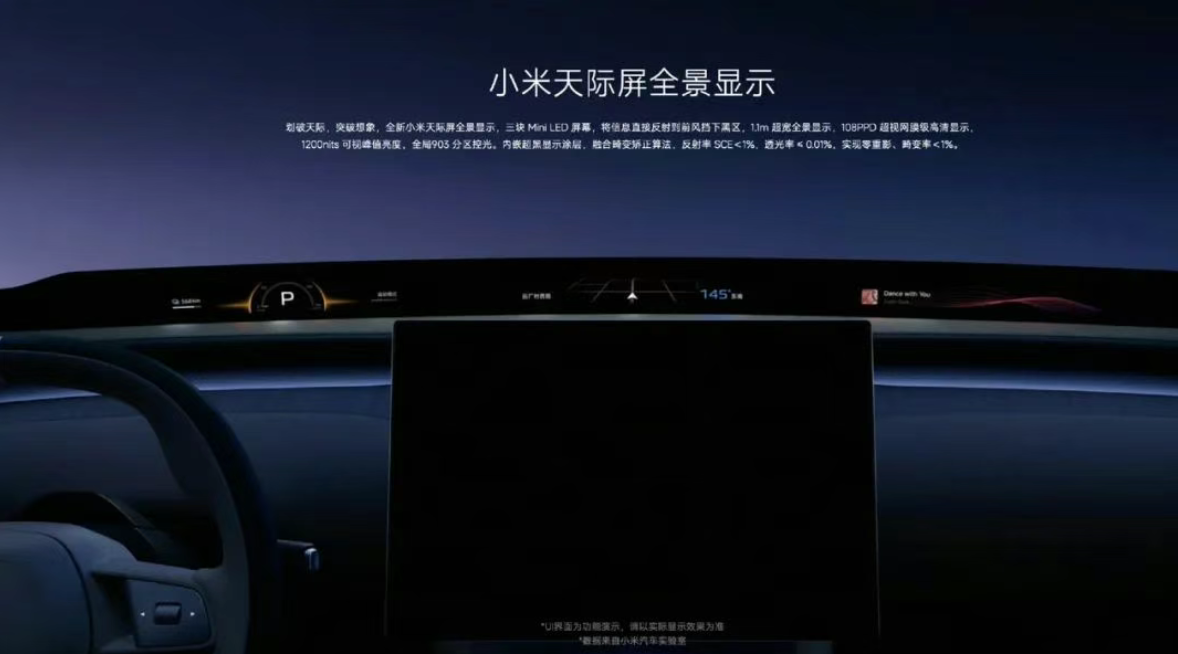 小米天际屏全景显示
划破天际，突破想象，全新小米天际屏全景显示，三块 Mini LED 屏幕，将信息直接反射到前风挡下黑区，1.1m 超宽全景显示，108PPD 超视网膜级高清显示，
1200nits 可视峰值亮度，全局903 分区控光。内嵌超黑显示涂层，融合畸变矫正算法，反射率 SCE<1%，透光率 ≤ 0.01%，实现零重影、畸变率<1%。
P
145°
Dance with You
*UI界面为功能演示，请以实际显示效果为准
*数据来自小米汽车实验室